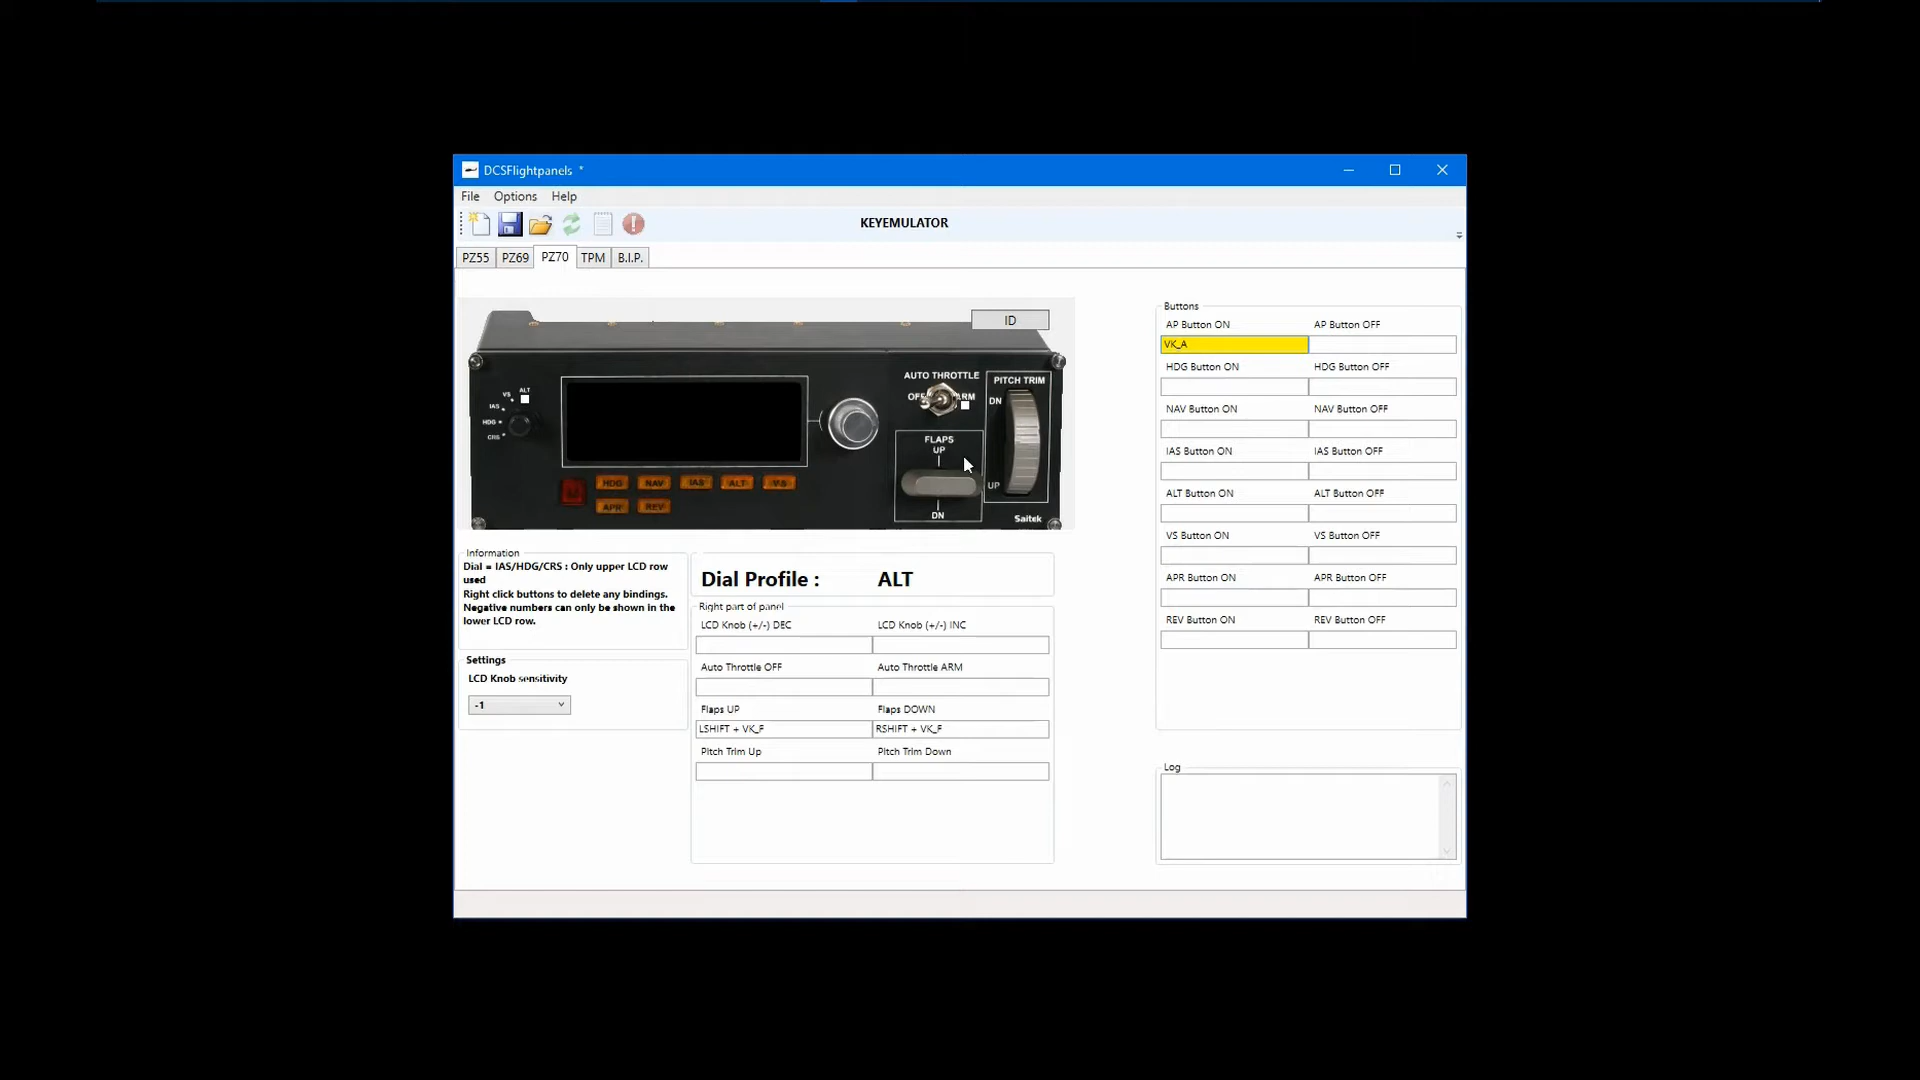 DCSFlightpanels *
File Options Help
KEYEMULATOR
PZ55 PZ69 PZ70 TPM B.I.P.
ID
ALT
VS
IAS
HDG
CRS
AUTO THROTTLE
OFF ARM
PITCH TRIM
DN
UP
FLAPS
UP
DN
HDG NAV IAS ALT VS
APR REV
Saitek
Information
Dial = IAS/HDG/CRS : Only upper LCD row
used
Right click buttons to delete any bindings.
Negative numbers can only be shown in the
lower LCD row.
Settings
LCD Knob sensitivity
-1
Dial Profile : ALT
Right part of panel
LCD Knob (+/-) DEC LCD Knob (+/-) INC
Auto Throttle OFF Auto Throttle ARM
Flaps UP Flaps DOWN
LSHIFT + VK_F RSHIFT + VK_F
Pitch Trim Up Pitch Trim Down
Buttons
AP Button ON AP Button OFF
VK_A
HDG Button ON HDG Button OFF
NAV Button ON NAV Button OFF
IAS Button ON IAS Button OFF
ALT Button ON ALT Button OFF
VS Button ON VS Button OFF
APR Button ON APR Button OFF
REV Button ON REV Button OFF
Log